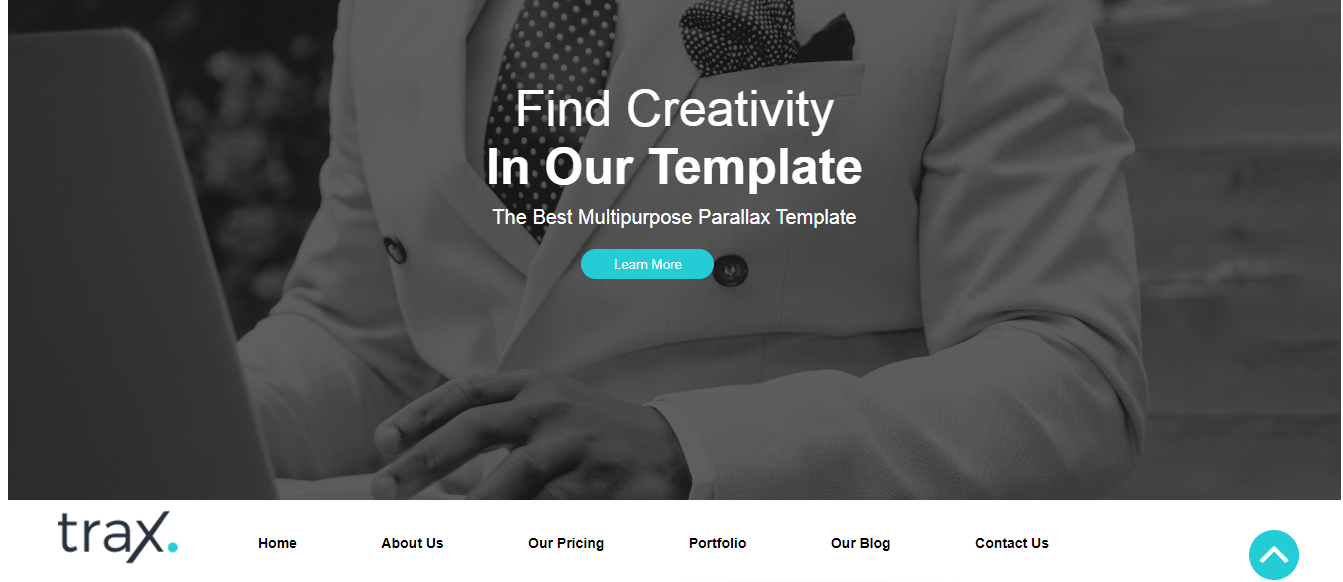 Find Creativity
In Our Template
The Best Multipurpose Parallax Template
Learn More
trax.
Home About Us Our Pricing Portfolio Our Blog Contact Us